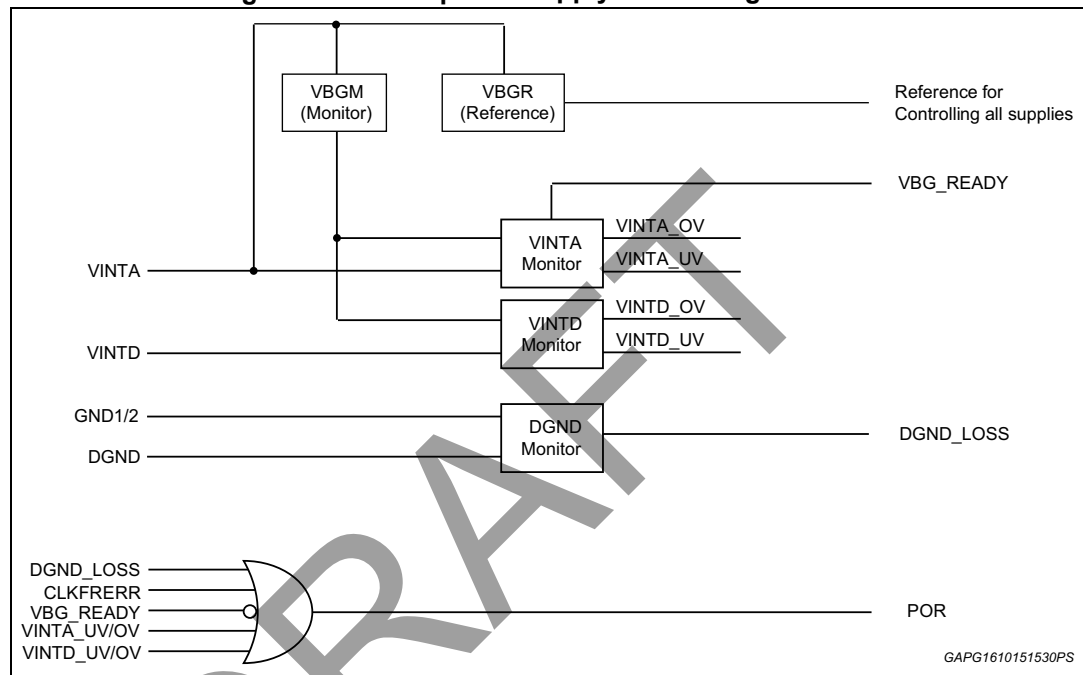 VBGM
(Monitor)
VBGR
(Reference)
Reference for
Controlling all supplies
VBG_READY
VINTA
Monitor
VINTA_OV
VINTA_UV
VINTA
VINTD
Monitor
VINTD_OV
VINTD_UV
VINTD
GND1/2
DGND
DGND
Monitor
DGND_LOSS
DRAFT
DGND_LOSS
CLKFRERR
VBG_READY
VINTA_UV/OV
VINTD_UV/OV
POR
GAPG1610151530PS